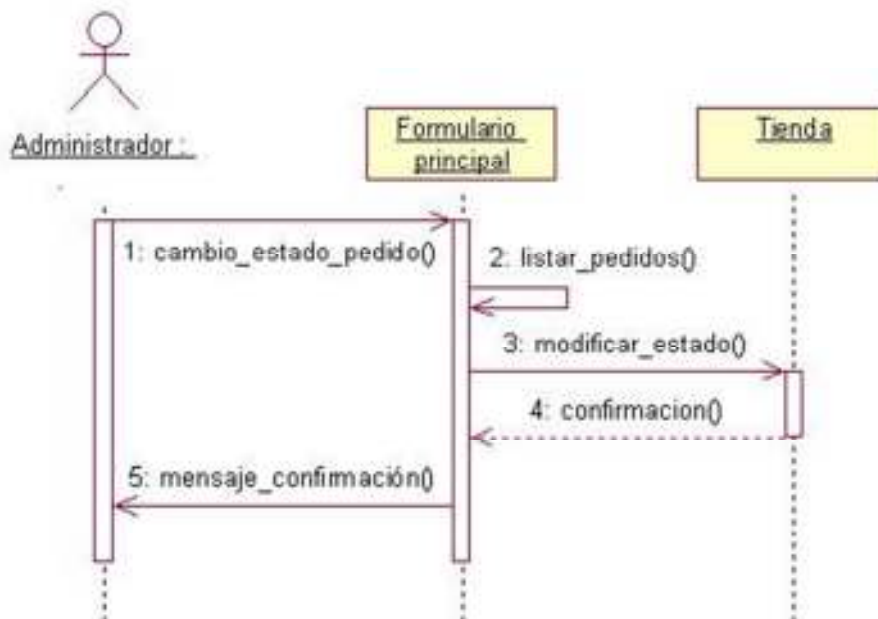 Administrador :
Formulario
principal
Tienda
1: cambio_estado_pedido()
2: listar_pedidos()
3: modificar_estado()
4: confirmacion()
5: mensaje_confirmación()